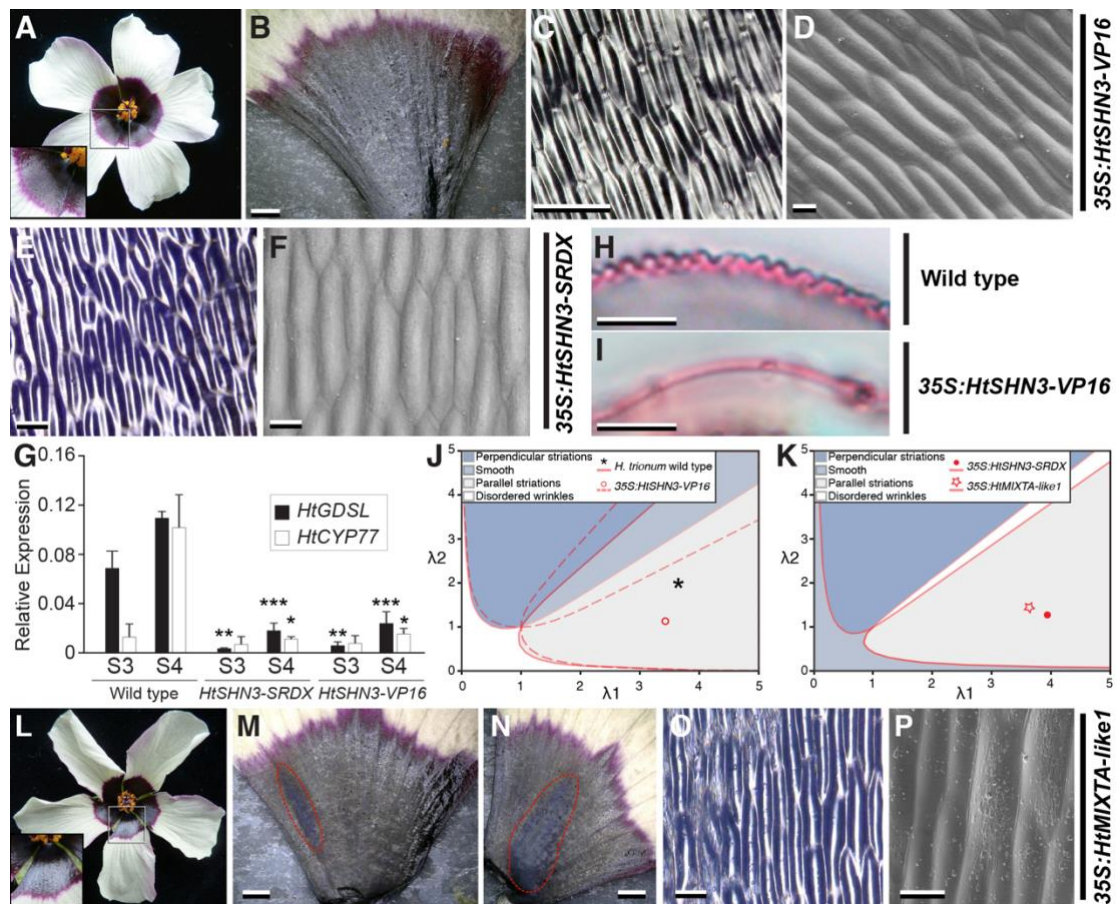 A
B
C
D
35S:HtSHN3-VP16
E
F
35S:HtSHN3-SRDX
H
Wild type
I
35S:HtSHN3-VP16
G
Relative Expression
0.16
0.12
0.08
0.04
0
HtGDSL
HtCYP77
** *** * ** *** *
S3 S4 S3 S4 S3 S4
Wild type HtSHN3-SRDX HtSHN3-VP16
J
Perpendicular striations
Smooth
Parallel striations
Disordered wrinkles
* H. trionum wild type
35S:HtSHN3-VP16
5
4
3
2
1
0
λ2
*
0 1 2 3 4 5
λ1
K
Perpendicular striations
Smooth
Parallel striations
Disordered wrinkles
35S:HtSHN3-SRDX
35S:HtMIXTA-like1
5
4
3
2
1
0
λ2
0 1 2 3 4 5
λ1
L
M
N
O
P
35S:HtMIXTA-like1